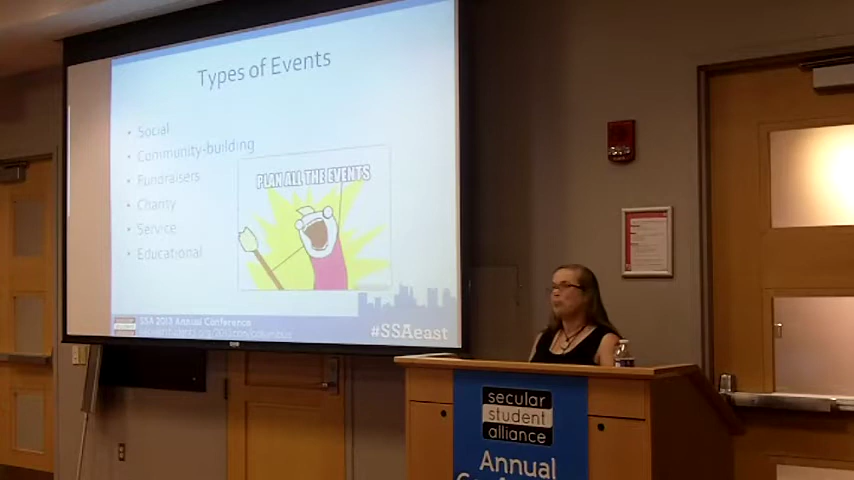 Types of Events
• Social
• Community-building
• Fundraisers
• Charity
• Service
• Educational
PLAN ALL THE EVENTS
SSA 2013 Annual Conference
#SSAeast
secular
student
alliance
Annual